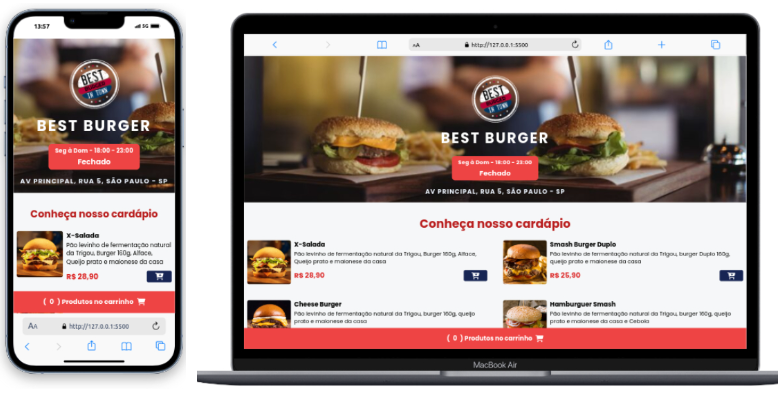 13:57
5G
BEST
IN TOWN
BEST BURGER
Seg à Dom - 18:00 - 22:00
Fechado
AV PRINCIPAL, RUA 5, SÃO PAULO - SP
Conheça nosso cardápio
X-Salada
Pão levinho de fermentação natural
da Trigou, Burger 160g, Alface,
Queijo prato e maionese da casa
R$ 28,90
( 0 ) Produtos no carrinho
AA
http://127.0.0.1:5500
AA
http://127.0.0.1:5500
BEST
IN TOWN
BEST BURGER
Seg à Dom - 18:00 - 22:00
Fechado
AV PRINCIPAL, RUA 5, SÃO PAULO - SP
Conheça nosso cardápio
X-Salada
Pão levinho de fermentação natural da Trigou, Burger 160g, Alface,
Queijo prato e maionese da casa
R$ 28,90
Smash Burger Duplo
Pão levinho de fermentação natural da Trigou, burger Duplo 160g,
queijo prato e maionese da casa
R$ 25,90
Cheese Burger
Pão levinho de fermentação natural da Trigou, burger 160g, queijo
prato e maionese da casa
Hamburguer Smash
Pão levinho de fermentação natural da Trigou, burger 160g, queijo
prato e maionese da casa e Cebola
( 0 ) Produtos no carrinho
MacBook Air